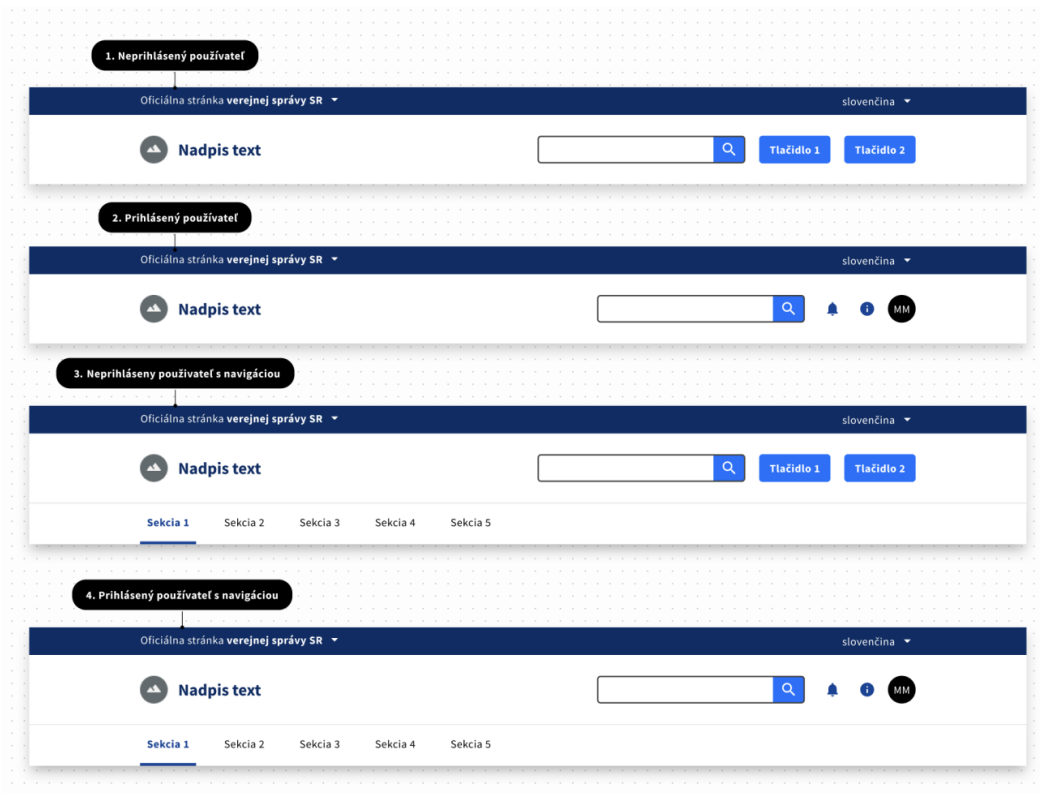 1. Neprihlásený používateľ
Oficiálna stránka verejnej správy SR
slovenčina
Nadpis text
Tlačidlo 1
Tlačidlo 2
2. Prihlásený používateľ
Oficiálna stránka verejnej správy SR
slovenčina
Nadpis text
MM
3. Neprihláseny použivateľ s navigáciou
Oficiálna stránka verejnej správy SR
slovenčina
Nadpis text
Tlačidlo 1
Tlačidlo 2
Sekcia 1
Sekcia 2
Sekcia 3
Sekcia 4
Sekcia 5
4. Prihlásený používateľ s navigáciou
Oficiálna stránka verejnej správy SR
slovenčina
Nadpis text
MM
Sekcia 1
Sekcia 2
Sekcia 3
Sekcia 4
Sekcia 5